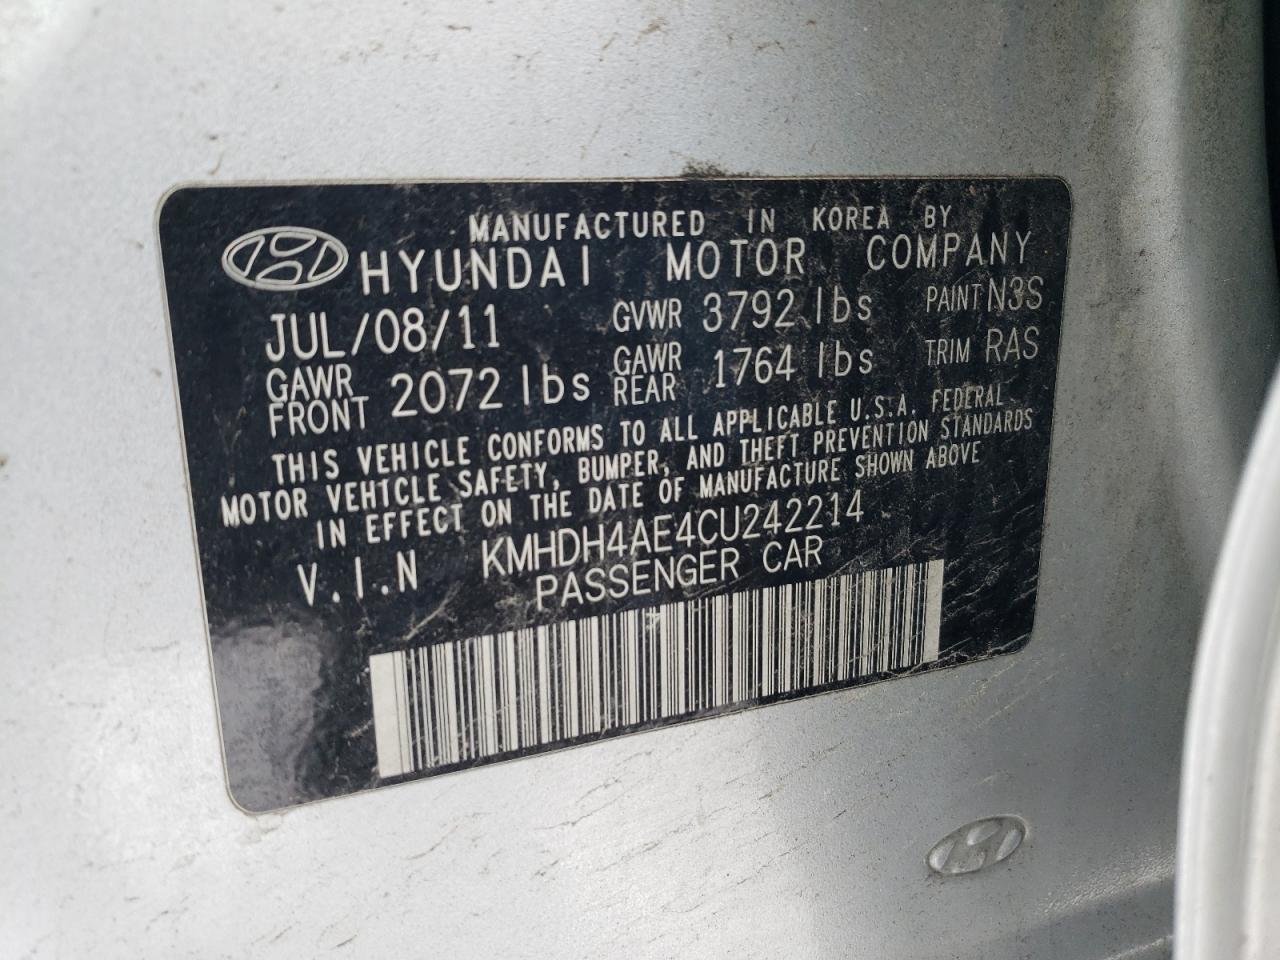 MANUFACTURED IN KOREA BY
HYUNDAI MOTOR COMPANY
JUL/08/11 GVWR 3792 lbs PAINT N3S
GAWR FRONT 2072 lbs GAWR REAR 1764 lbs TRIM RAS
THIS VEHICLE CONFORMS TO ALL APPLICABLE U.S.A. FEDERAL
MOTOR VEHICLE SAFETY, BUMPER, AND THEFT PREVENTION STANDARDS
IN EFFECT ON THE DATE OF MANUFACTURE SHOWN ABOVE
V.I.N KMHDH4AE4CU242214
PASSENGER CAR